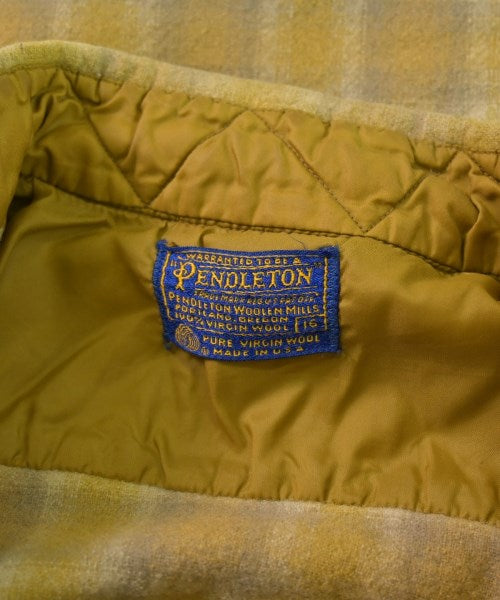 WARRANTED TO BE A
"PENDLETON"
TRADE MARK REG. U.S. PAT. OFF.
PENDLETON WOOLEN MILLS
PORTLAND, OREGON
100% VIRGIN WOOL 16
PURE VIRGIN WOOL
MADE IN U.S.A.